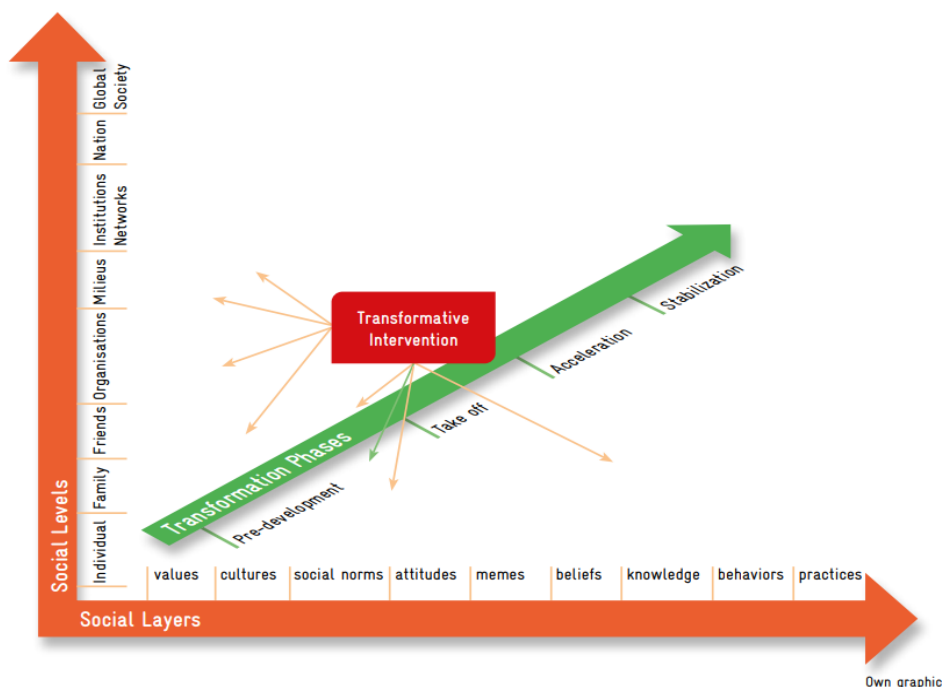 Global Society
Nation
Institutions Networks
Milieus
Organisations
Friends
Family
Individual
Social Levels
Transformative
Intervention
Stabilization
Acceleration
Take off
Pre-development
Transformation Phases
values cultures social norms attitudes memes beliefs knowledge behaviors practices
Social Layers
Own graphic